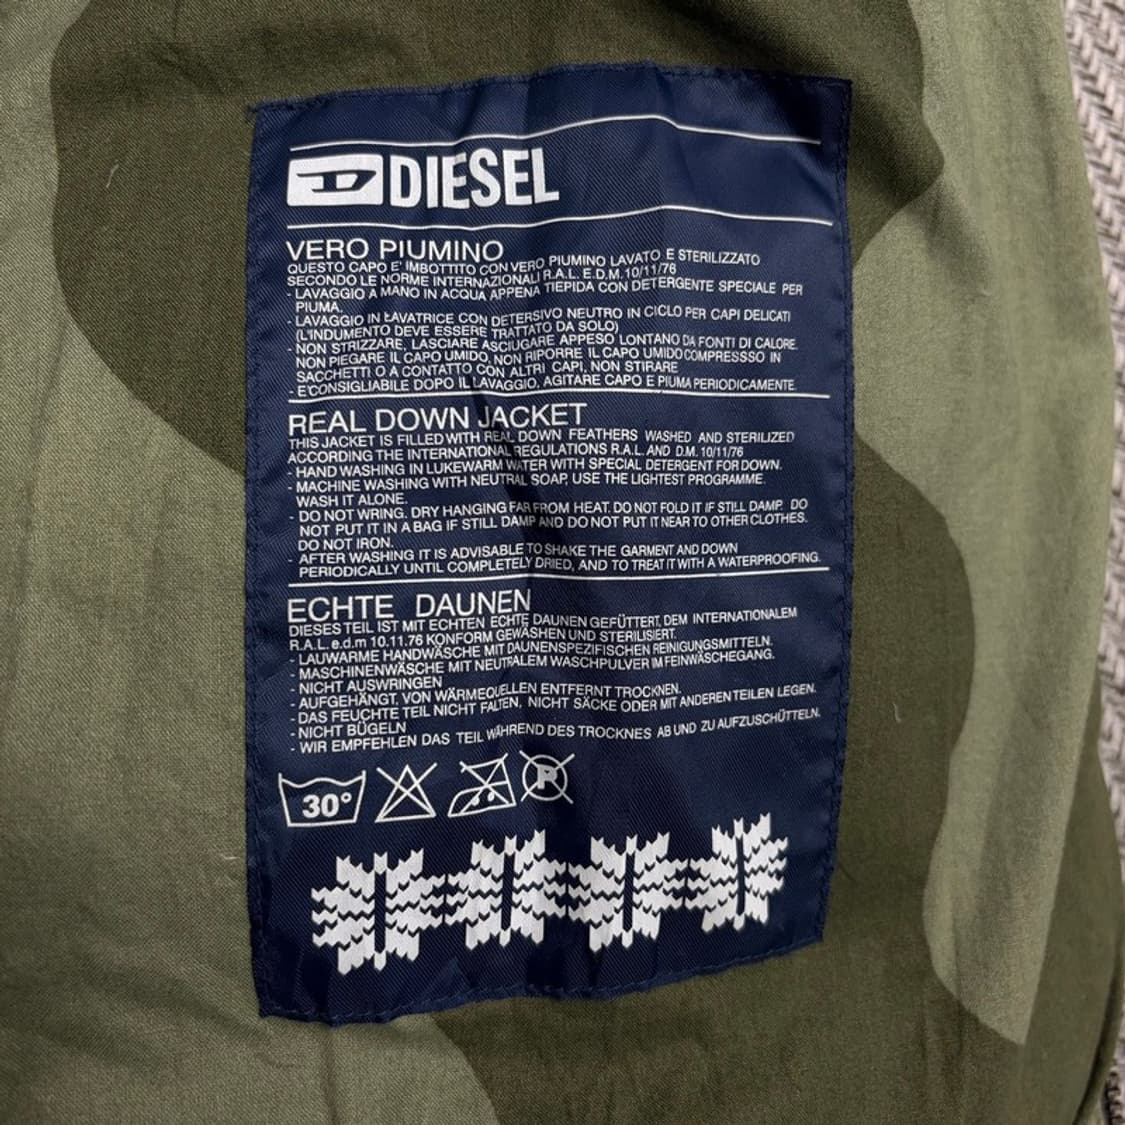 DIESEL
VERO PIUMINO
QUESTO CAPO E' IMBOTTITO CON VERO PIUMINO LAVATO E STERILIZZATO
SECONDO LE NORME INTERNAZIONALI R.A.L. E.D.M. 10/11/76
- LAVAGGIO A MANO IN ACQUA APPENA TIEPIDA CON DETERGENTE SPECIALE PER
PIUMA.
- LAVAGGIO IN LAVATRICE CON DETERSIVO NEUTRO IN CICLO PER CAPI DELICATI
(L'INDUMENTO DEVE ESSERE TRATTATO DA SOLO)
- NON STRIZZARE, LASCIARE ASCIUGARE APPESO LONTANO DA FONTI DI CALORE.
NON PIEGARE IL CAPO UMIDO, NON RIPORRE IL CAPO UMIDO COMPRESSSO IN
SACCHETTI O A CONTATTO CON ALTRI CAPI, NON STIRARE
- E'CONSIGLIABILE DOPO IL LAVAGGIO, AGITARE CAPO E PIUMA PERIODICAMENTE.
REAL DOWN JACKET
THIS JACKET IS FILLED WITH REAL DOWN FEATHERS WASHED AND STERILIZED
ACCORDING THE INTERNATIONAL REGULATIONS R.A.L. AND D.M. 10/11/76
- HAND WASHING IN LUKEWARM WATER WITH SPECIAL DETERGENT FOR DOWN.
- MACHINE WASHING WITH NEUTRAL SOAP, USE THE LIGHTEST PROGRAMME.
WASH IT ALONE.
- DO NOT WRING. DRY HANGING FAR FROM HEAT. DO NOT FOLD IT IF STILL DAMP. DO
NOT PUT IT IN A BAG IF STILL DAMP AND DO NOT PUT IT NEAR TO OTHER CLOTHES.
DO NOT IRON.
- AFTER WASHING IT IS ADVISABLE TO SHAKE THE GARMENT AND DOWN
PERIODICALLY UNTIL COMPLETELY DRIED, AND TO TREAT IT WITH A WATERPROOFING.
ECHTE DAUNEN
DIESES TEIL IST MIT ECHTEN ECHTE DAUNEN GEFÜTTERT, DEM INTERNATIONALEM
R.A.L. e.d.m 10.11.76 KONFORM GEWÄSHEN UND STERILISIERT.
- LAUWARME HANDWÄSCHE MIT DAUNENSPEZIFISCHEN REINIGUNGSMITTELN.
- MASCHINENWÄSCHE MIT NEUTRALEM WASCHPULVER IM FEINWÄSCHEGANG.
- NICHT AUSWRINGEN
- AUFGEHÄNGT, VON WÄRMEQUELLEN ENTFERNT TROCKNEN.
- DAS FEUCHTE TEIL NICHT FALTEN, NICHT SÄCKE ODER MIT ANDEREN TEILEN LEGEN.
- NICHT BÜGELN
- WIR EMPFEHLEN DAS TEIL WÄHREND DES TROCKNES AB UND ZU AUFZUSCHÜTTELN.
30° P